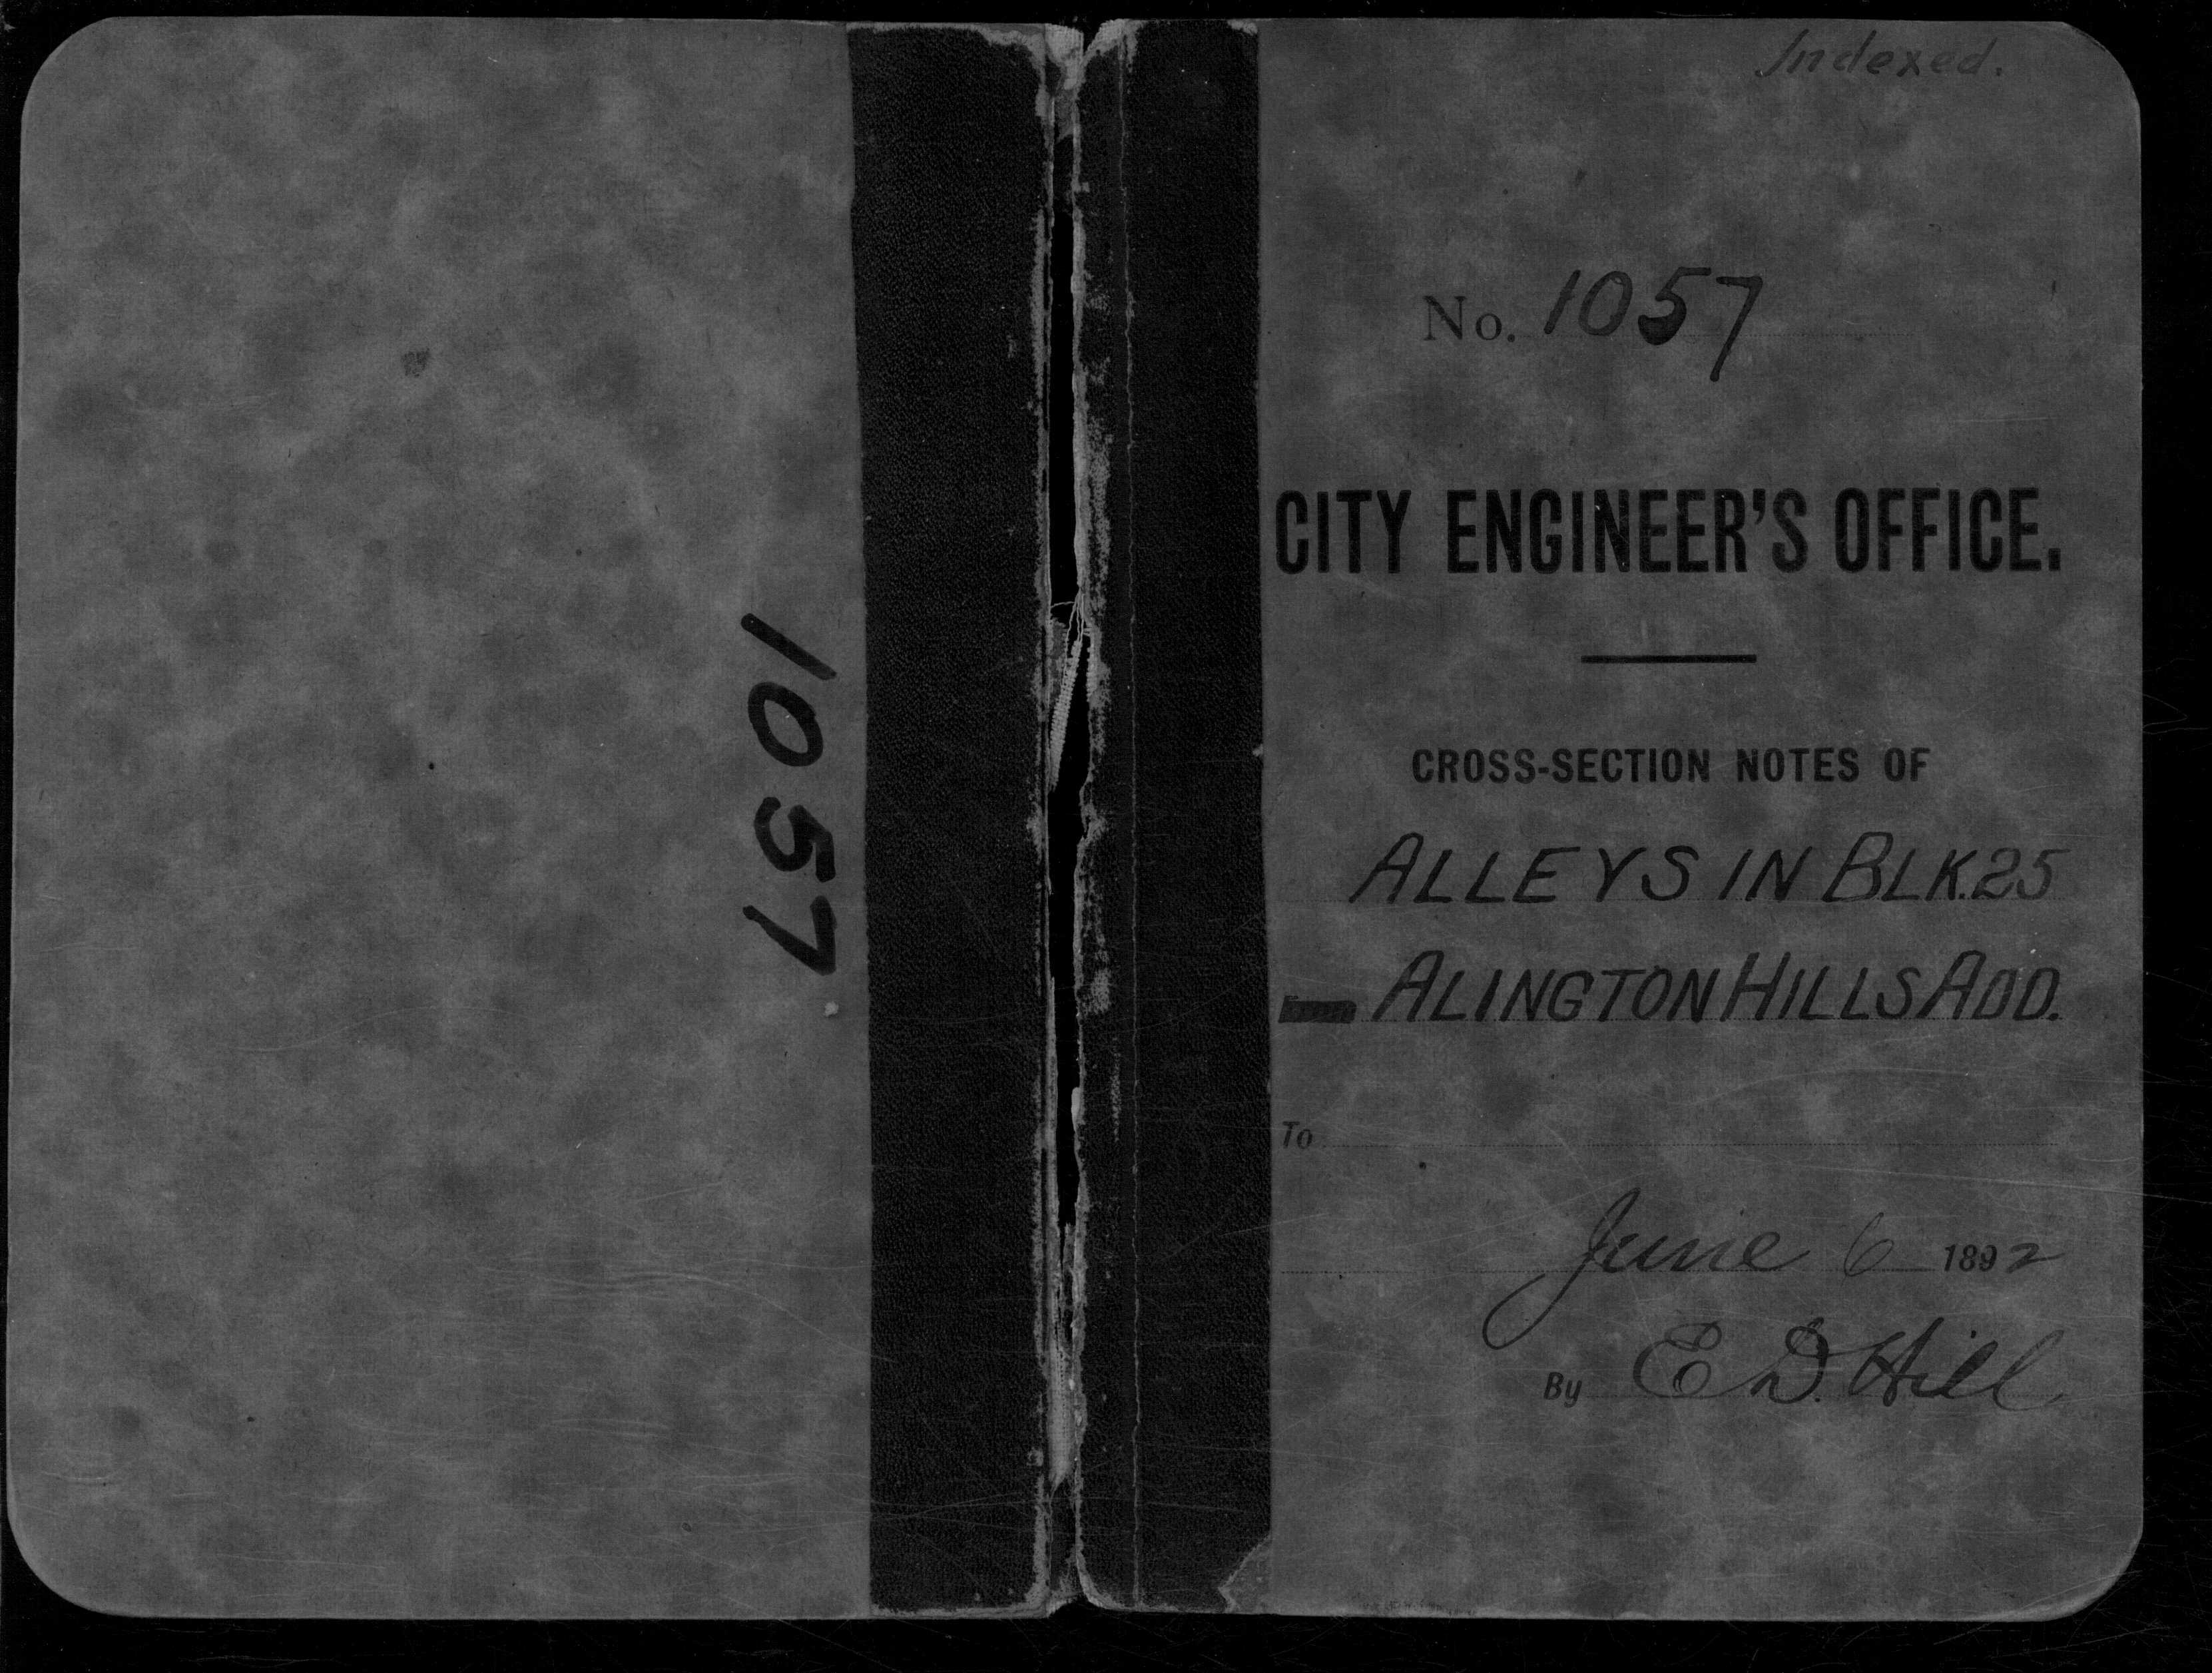 1057
Indexed.
No. 1057
CITY ENGINEER'S OFFICE.
CROSS-SECTION NOTES OF
ALLEYS IN BLK.25
ALINGTON HILLS ADD.
To
June 6 1892
By E D. Hill